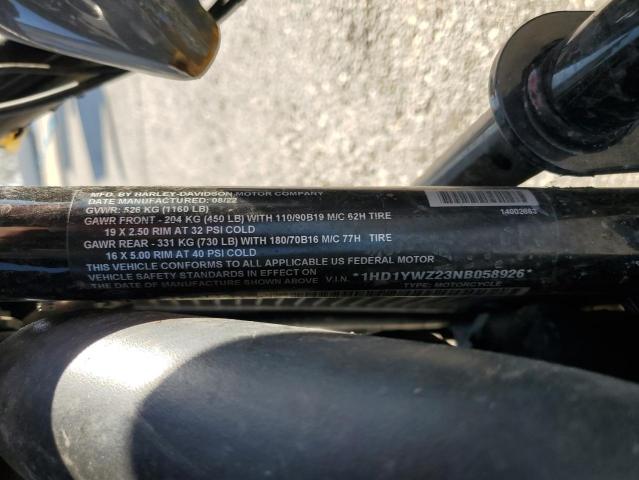 MFD. BY HARLEY-DAVIDSON MOTOR COMPANY
DATE MANUFACTURED: 08/22
GVWR: 526 KG (1160 LB)
GAWR FRONT - 204 KG (450 LB) WITH 110/90B19 M/C 62H TIRE
19 X 2.50 RIM AT 32 PSI COLD
GAWR REAR - 331 KG (730 LB) WITH 180/70B16 M/C 77H TIRE
16 X 5.00 RIM AT 40 PSI COLD
THIS VEHICLE CONFORMS TO ALL APPLICABLE US FEDERAL MOTOR
VEHICLE SAFETY STANDARDS IN EFFECT ON
THE DATE OF MANUFACTURE SHOWN ABOVE V.I.N. *1HD1YWZ23NB058926*
TYPE: MOTORCYCLE
14002663